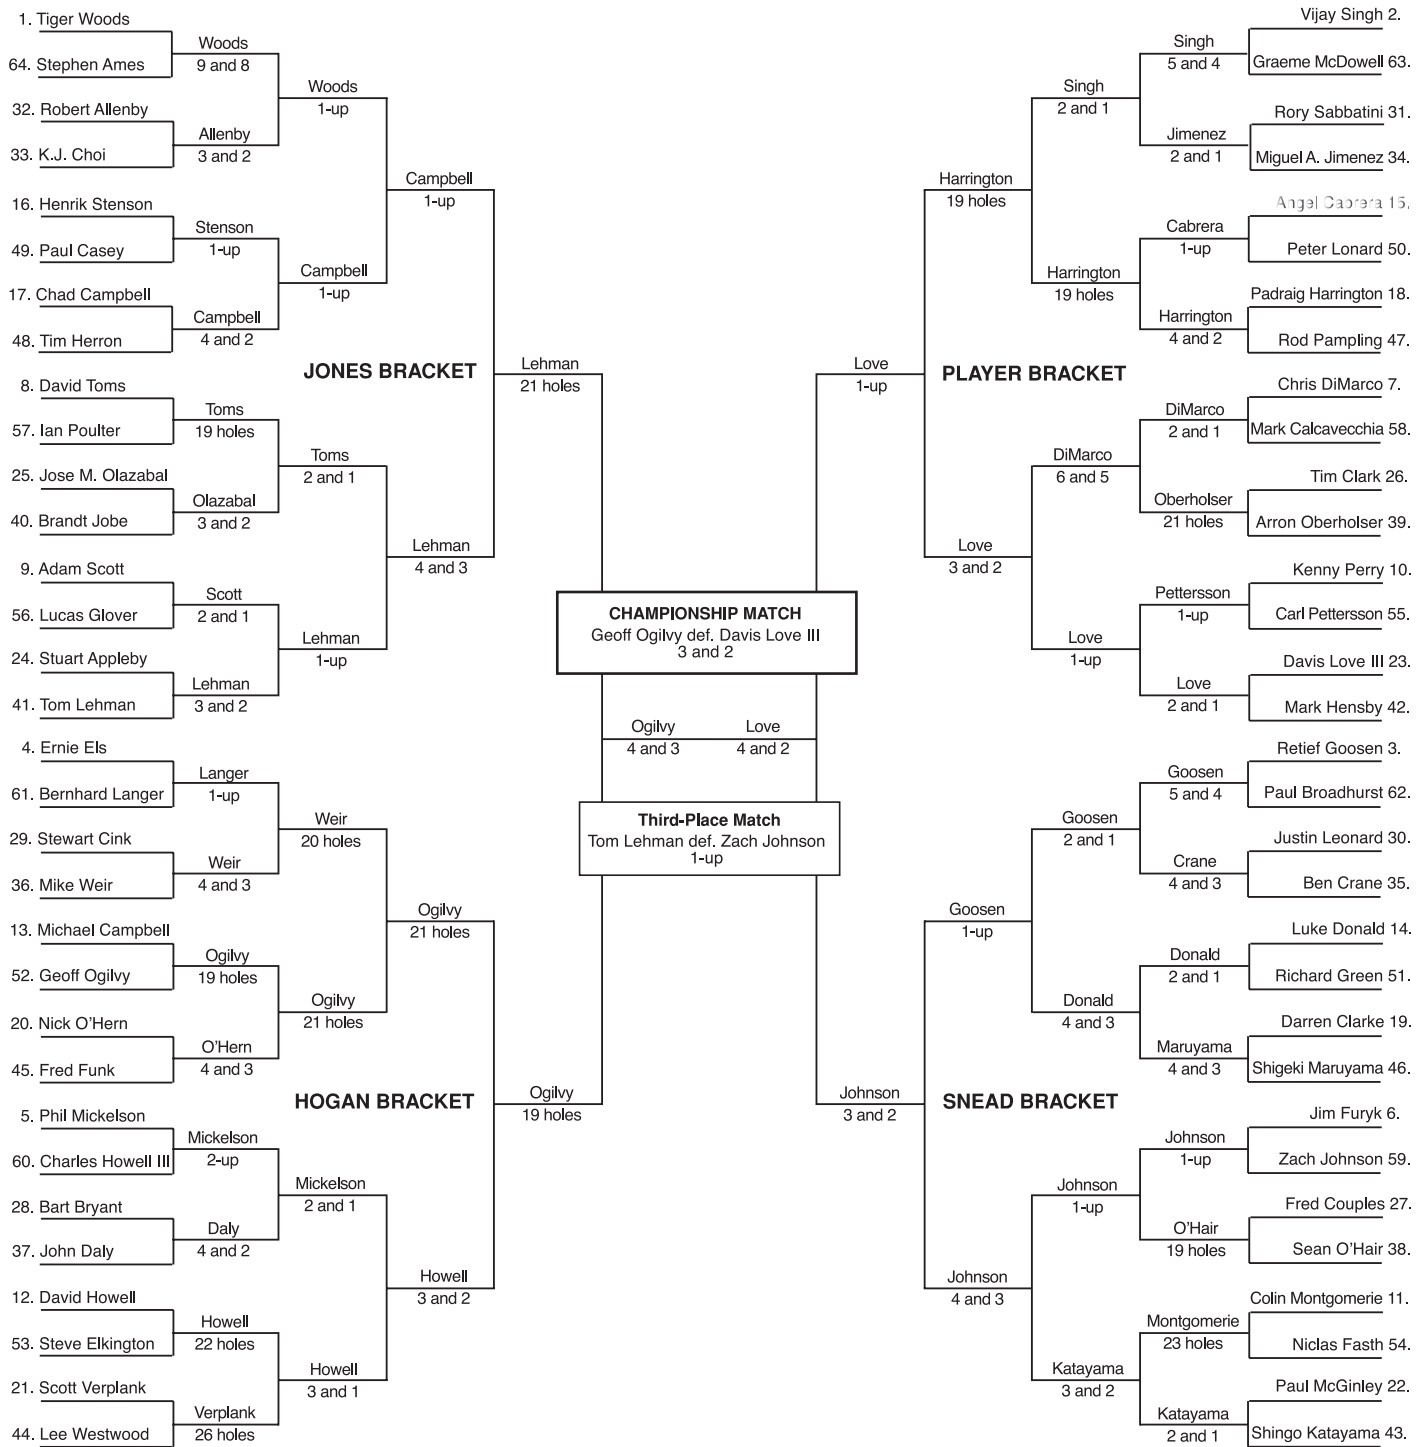 1. Tiger Woods
64. Stephen Ames
32. Robert Allenby
33. K.J. Choi
16. Henrik Stenson
49. Paul Casey
17. Chad Campbell
48. Tim Herron
8. David Toms
57. Ian Poulter
25. Jose M. Olazabal
40. Brandt Jobe
9. Adam Scott
56. Lucas Glover
24. Stuart Appleby
41. Tom Lehman
4. Ernie Els
61. Bernhard Langer
29. Stewart Cink
36. Mike Weir
13. Michael Campbell
52. Geoff Ogilvy
20. Nick O'Hern
45. Fred Funk
5. Phil Mickelson
60. Charles Howell III
28. Bart Bryant
37. John Daly
12. David Howell
53. Steve Elkington
21. Scott Verplank
44. Lee Westwood
Woods
9 and 8
Allenby
3 and 2
Stenson
1-up
Campbell
4 and 2
Toms
19 holes
Olazabal
3 and 2
Scott
2 and 1
Lehman
3 and 2
Langer
1-up
Weir
4 and 3
Ogilvy
19 holes
O'Hern
4 and 3
Mickelson
2-up
Daly
4 and 2
Howell
22 holes
Verplank
26 holes
Woods
1-up
Campbell
1-up
Toms
2 and 1
Lehman
1-up
Weir
20 holes
Ogilvy
21 holes
Mickelson
2 and 1
Howell
3 and 1
Campbell
1-up
Lehman
4 and 3
Ogilvy
21 holes
Howell
3 and 2
JONES BRACKET
HOGAN BRACKET
Lehman
21 holes
Ogilvy
19 holes
CHAMPIONSHIP MATCH
Geoff Ogilvy def. Davis Love III
3 and 2
Ogilvy
4 and 3
Love
4 and 2
Third-Place Match
Tom Lehman def. Zach Johnson
1-up
Love
1-up
Johnson
3 and 2
PLAYER BRACKET
SNEAD BRACKET
Harrington
19 holes
Love
3 and 2
Goosen
1-up
Johnson
4 and 3
Singh
2 and 1
Harrington
19 holes
DiMarco
6 and 5
Love
1-up
Goosen
2 and 1
Donald
4 and 3
Johnson
1-up
Katayama
3 and 2
Singh
5 and 4
Jimenez
2 and 1
Cabrera
1-up
Harrington
4 and 2
DiMarco
2 and 1
Oberholser
21 holes
Pettersson
1-up
Love
2 and 1
Goosen
5 and 4
Crane
4 and 3
Donald
2 and 1
Maruyama
4 and 3
Johnson
1-up
O'Hair
19 holes
Montgomerie
23 holes
Katayama
2 and 1
Vijay Singh 2.
Graeme McDowell 63.
Rory Sabbatini 31.
Miguel A. Jimenez 34.
Angel Cabrera 15.
Peter Lonard 50.
Padraig Harrington 18.
Rod Pampling 47.
Chris DiMarco 7.
Mark Calcavecchia 58.
Tim Clark 26.
Arron Oberholser 39.
Kenny Perry 10.
Carl Pettersson 55.
Davis Love III 23.
Mark Hensby 42.
Retief Goosen 3.
Paul Broadhurst 62.
Justin Leonard 30.
Ben Crane 35.
Luke Donald 14.
Richard Green 51.
Darren Clarke 19.
Shigeki Maruyama 46.
Jim Furyk 6.
Zach Johnson 59.
Fred Couples 27.
Sean O'Hair 38.
Colin Montgomerie 11.
Niclas Fasth 54.
Paul McGinley 22.
Shingo Katayama 43.